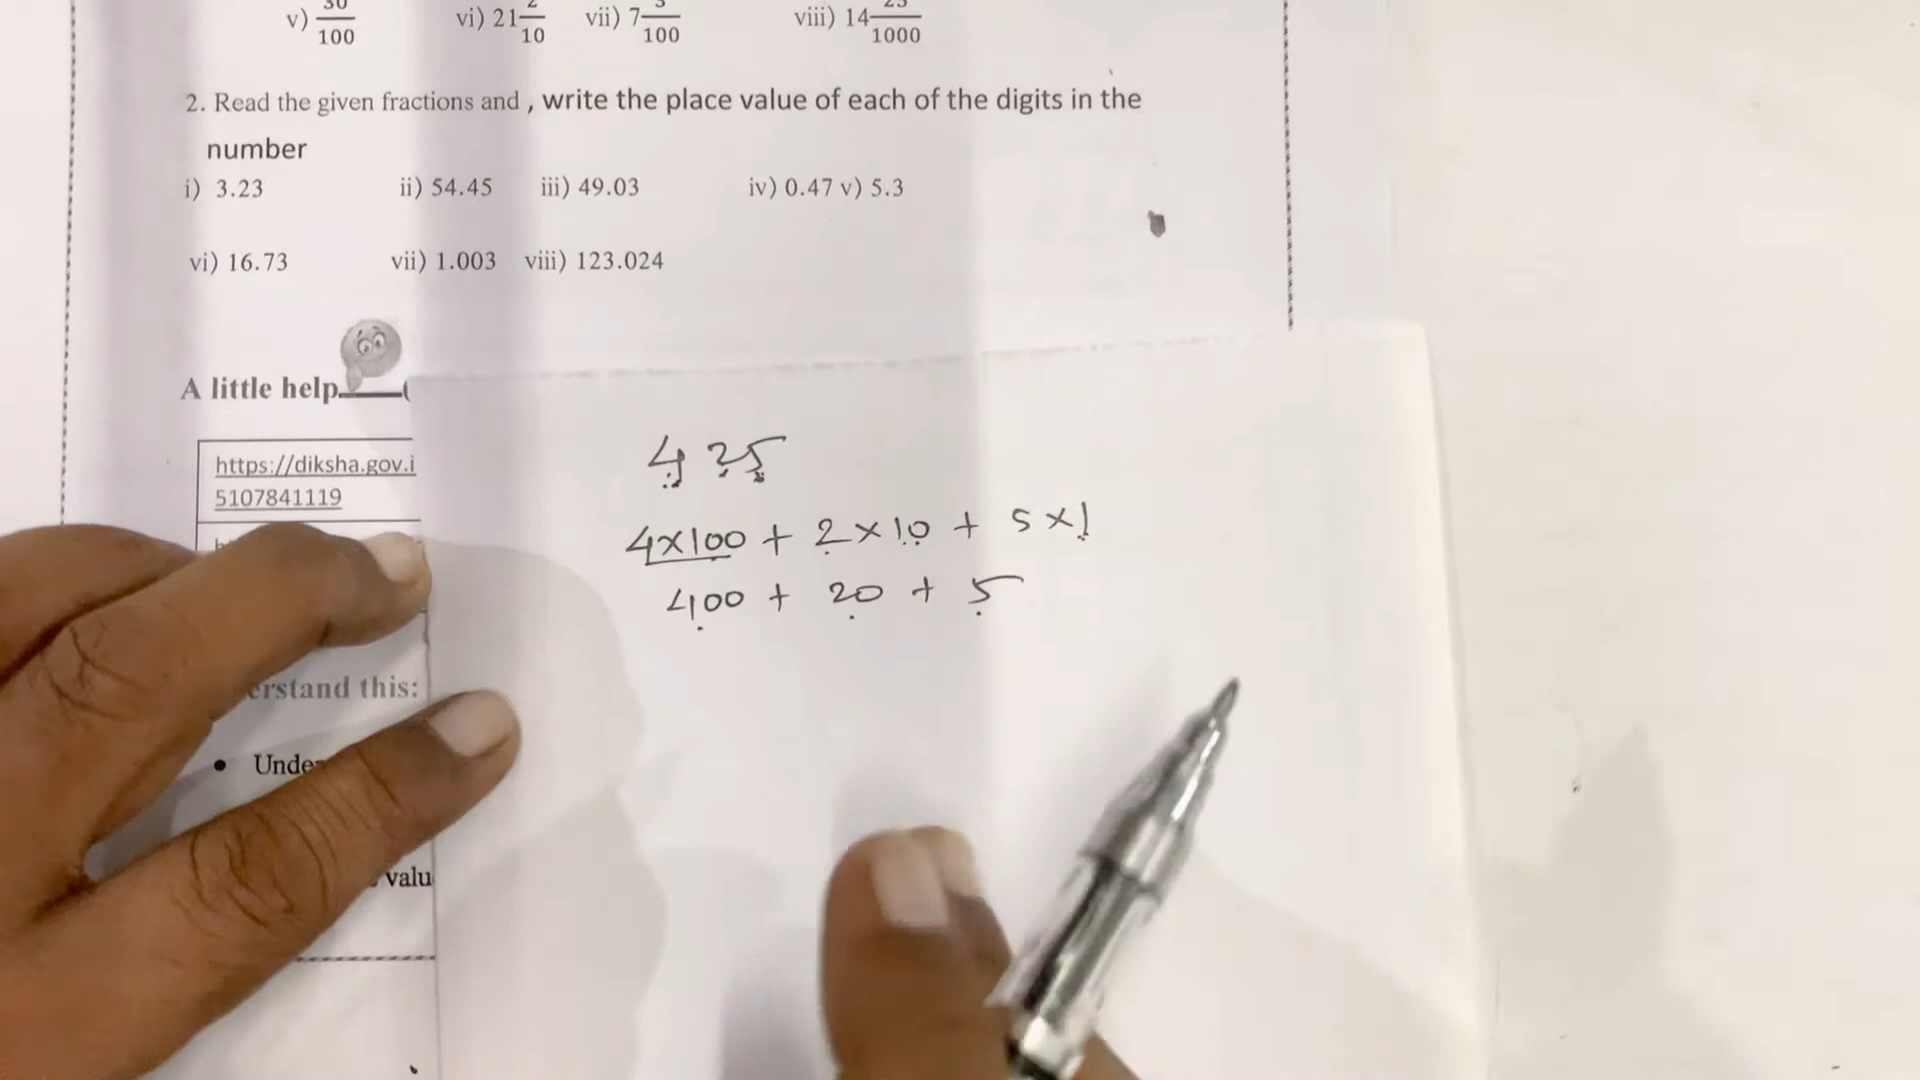 v) 30/100 vi) 21 2/10 vii) 7 3/100 viii) 14 23/1000
2. Read the given fractions and , write the place value of each of the digits in the
number
i) 3.23 ii) 54.45 iii) 49.03 iv) 0.47 v) 5.3
vi) 16.73 vii) 1.003 viii) 123.024
A little help
https://diksha.gov.i
5107841119
425
4×100 + 2×10 + 5×1
400 + 20 + 5
erstand this:
• Unde
valu